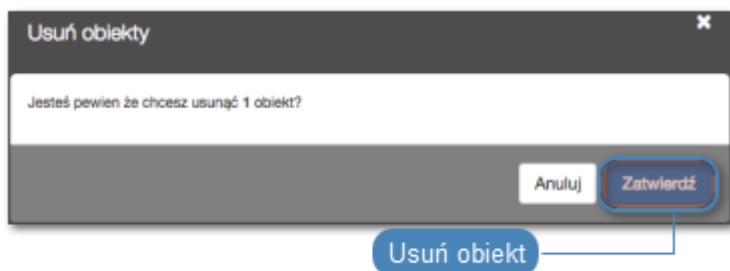 Usuń obiekty
Jesteś pewien że chcesz usunąć 1 obiekt?
Anuluj Zatwierdź
Usuń obiekt